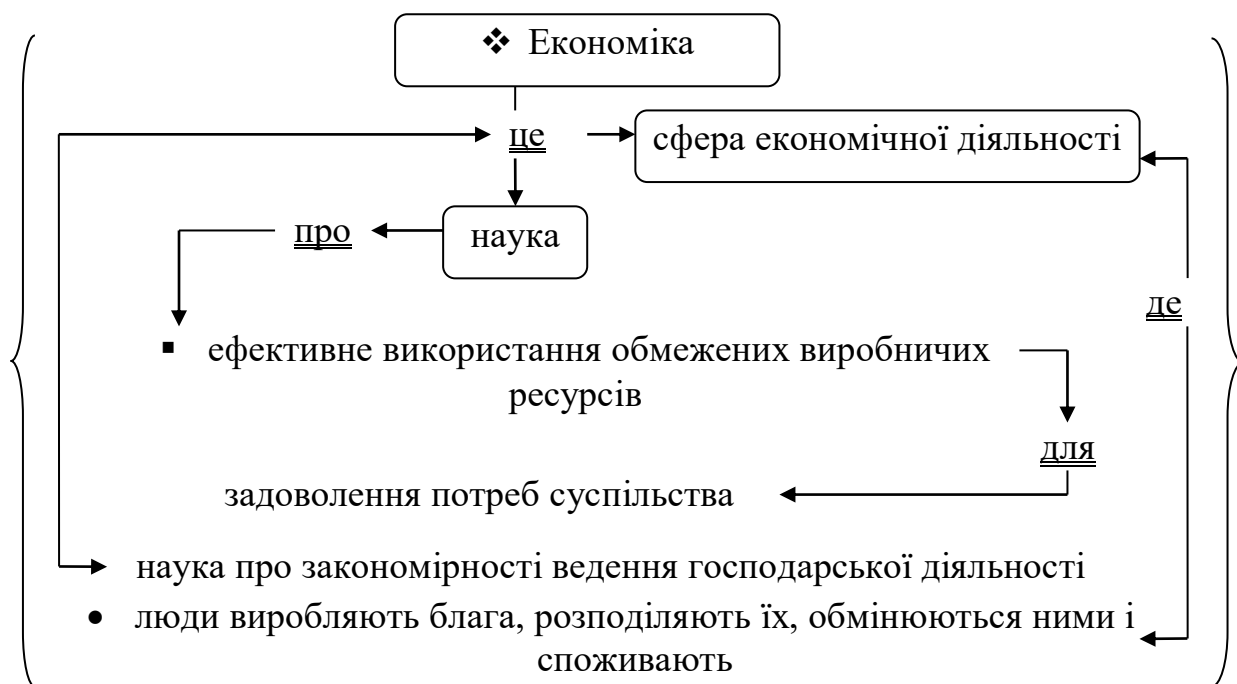 ❖ Економіка
це
сфера економічної діяльності
про
наука
де
▪ ефективне використання обмежених виробничих
ресурсів
для
задоволення потреб суспільства
наука про закономірності ведення господарської діяльності
• люди виробляють блага, розподіляють їх, обмінюються ними і
споживають